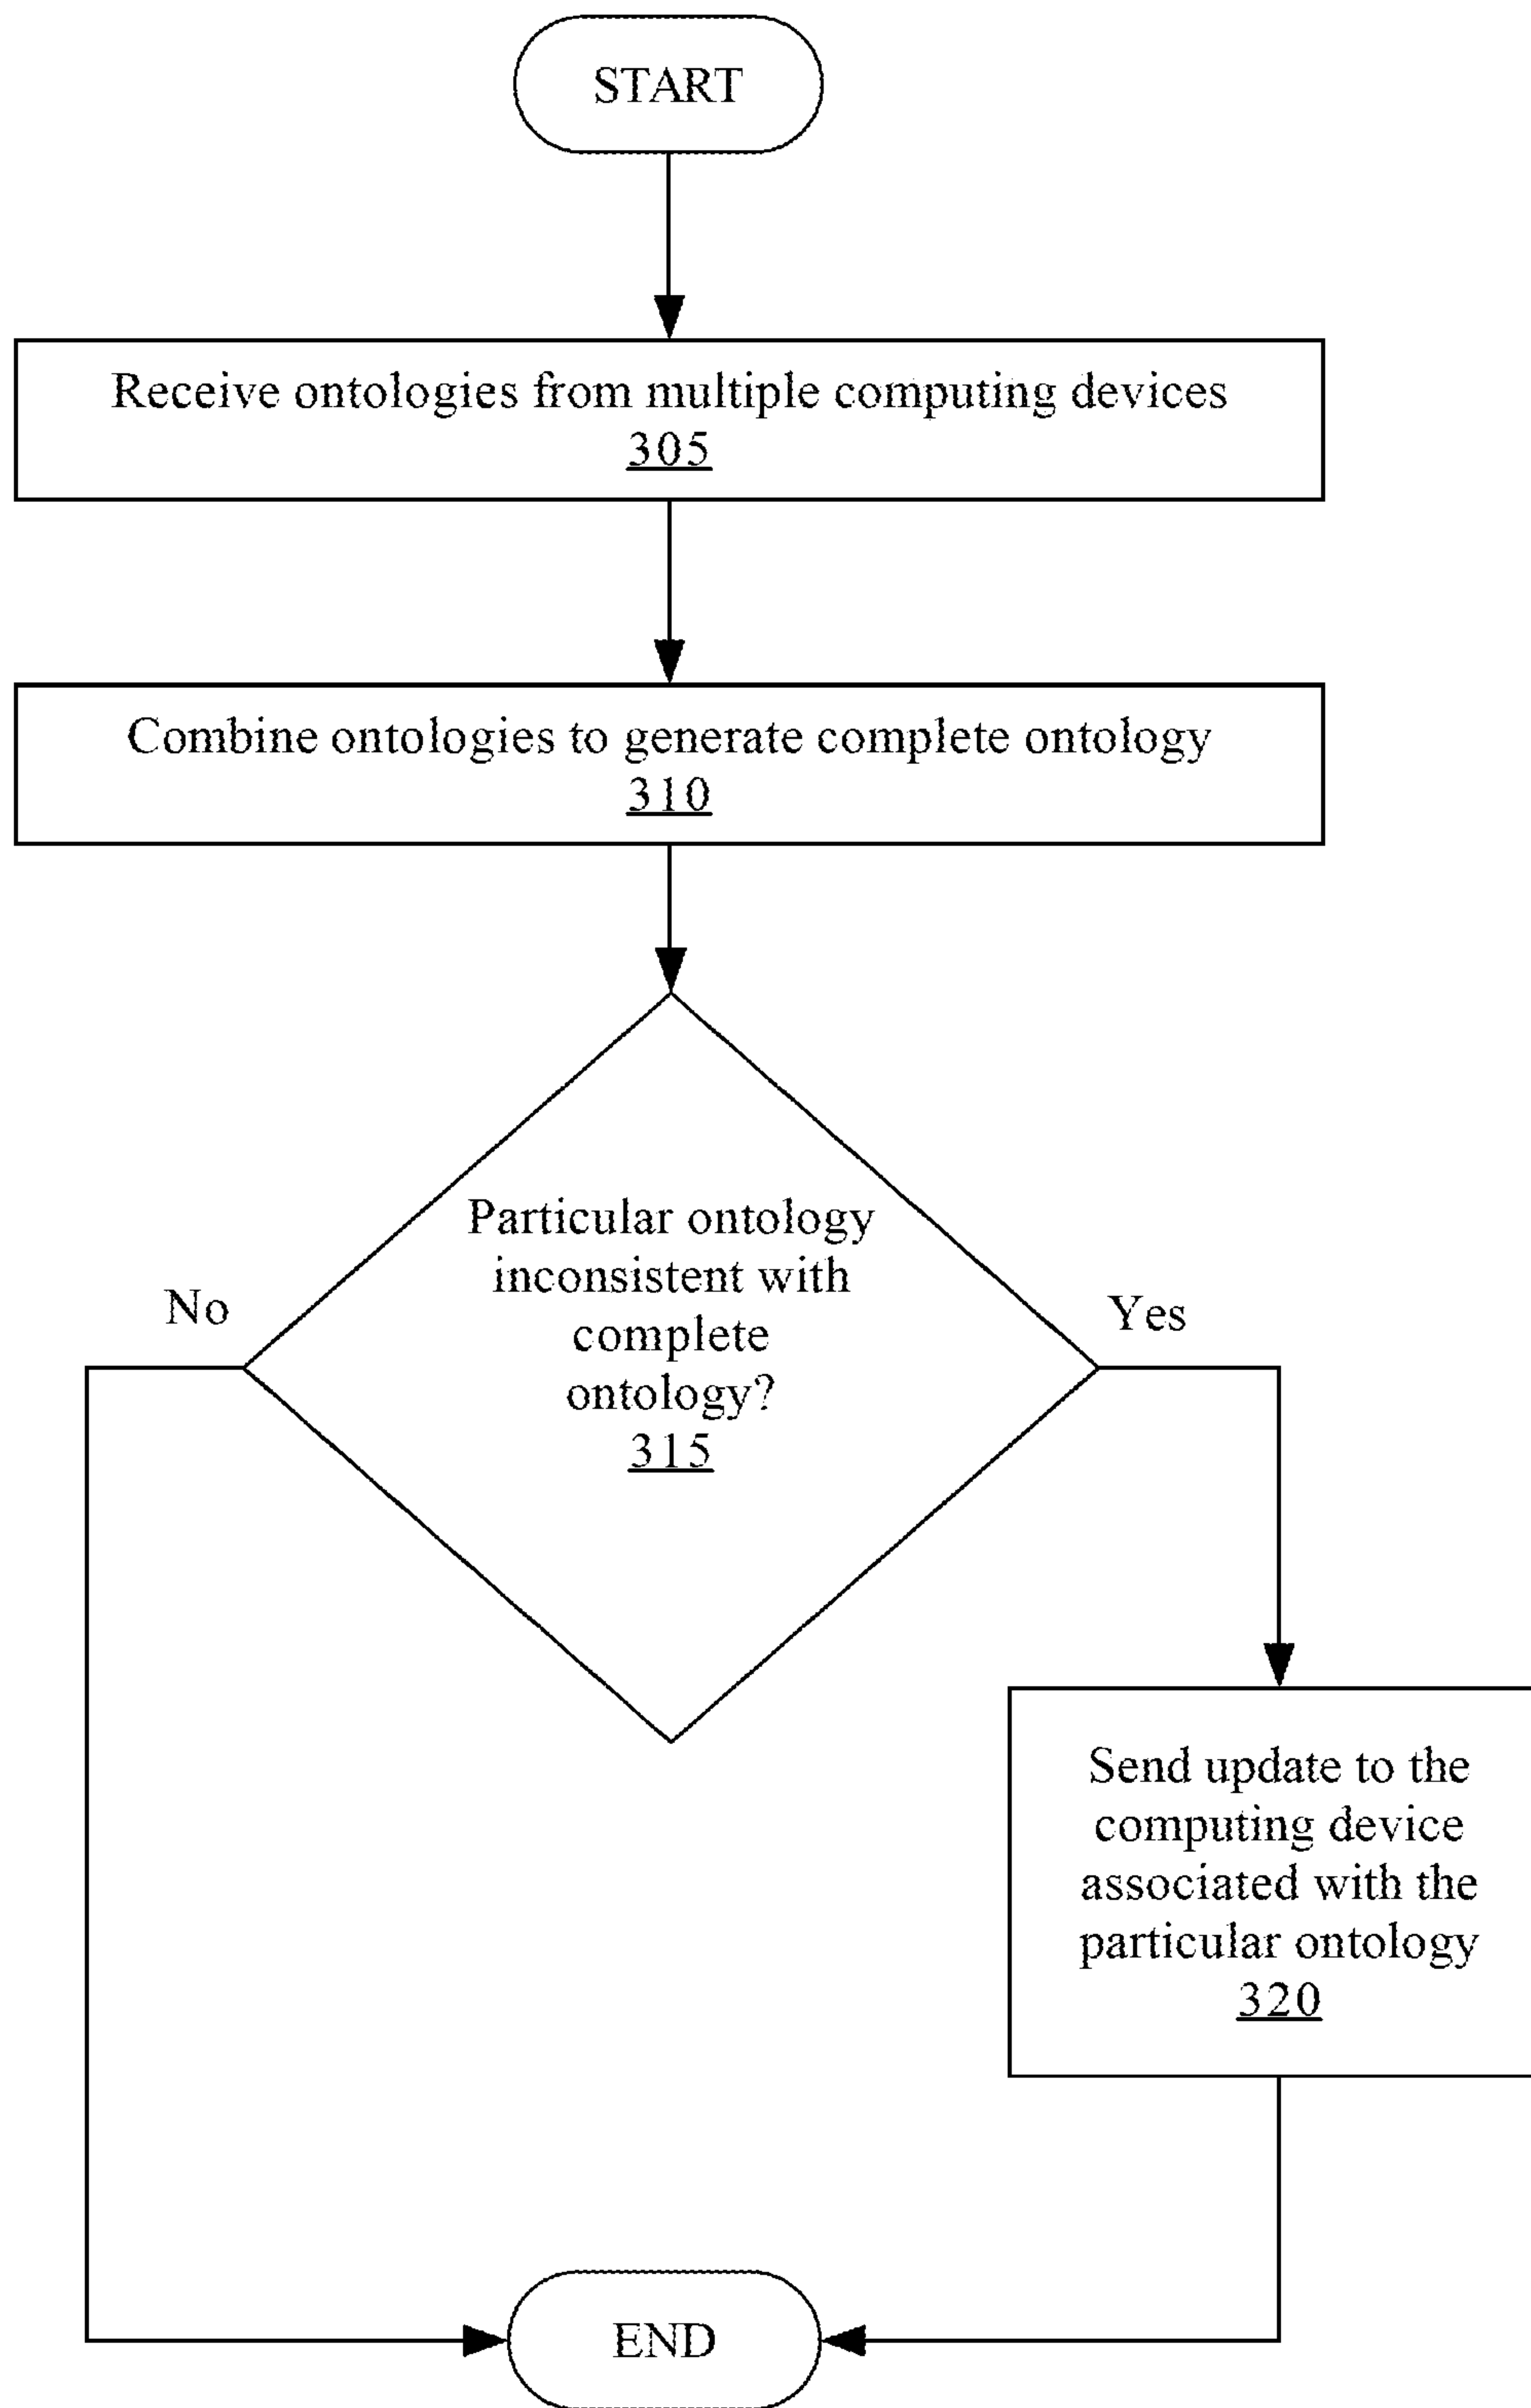 START
Receive ontologies from multiple computing devices
305
Combine ontologies to generate complete ontology
310
Particular ontology
inconsistent with
complete
ontology?
315
No
Yes
Send update to the
computing device
associated with the
particular ontology
320
END